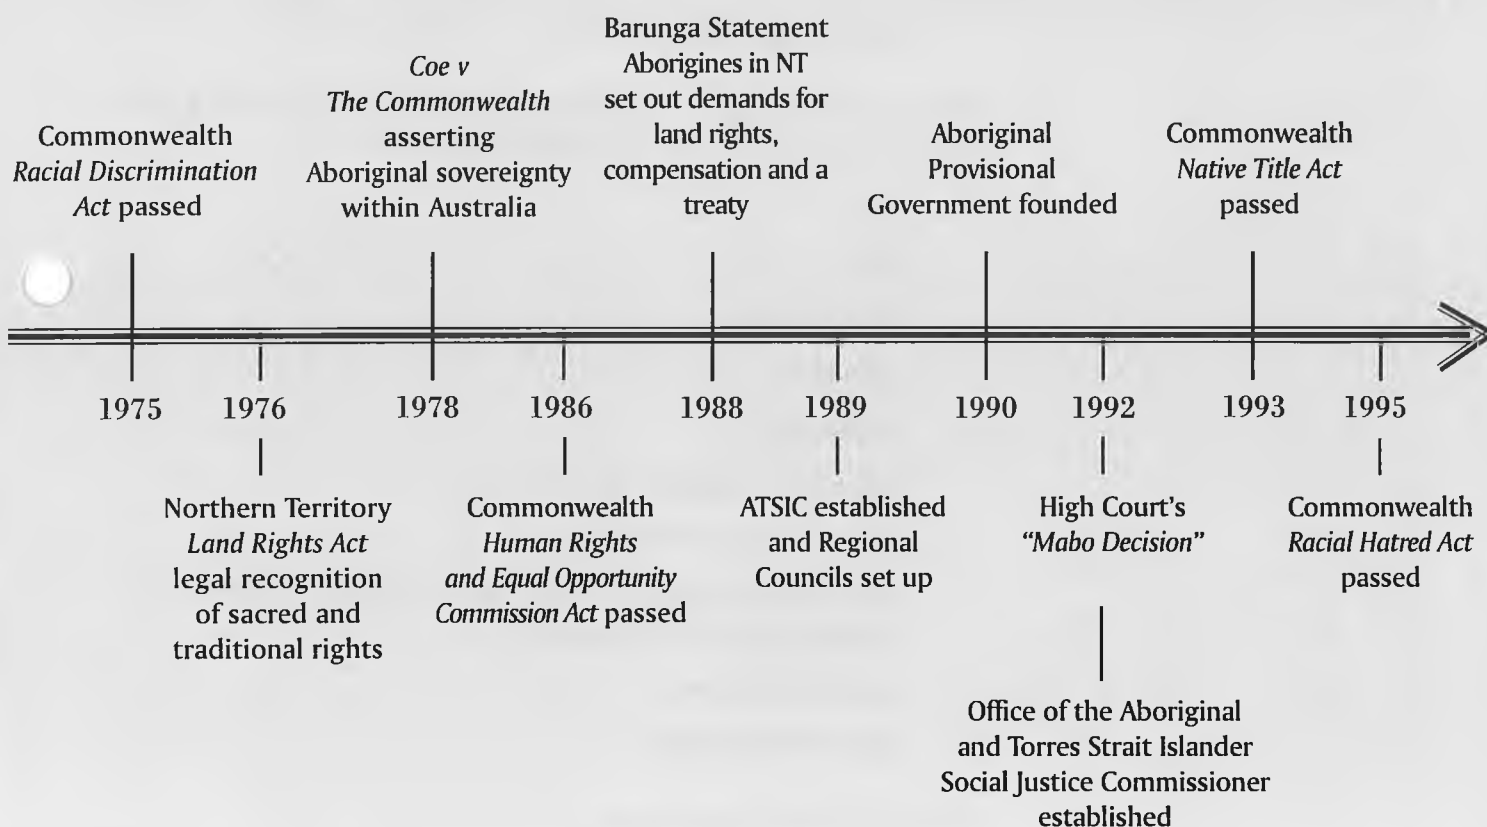 Commonwealth
Racial Discrimination
Act passed
Coe v
The Commonwealth
asserting
Aboriginal sovereignty
within Australia
Barunga Statement
Aborigines in NT
set out demands for
land rights,
compensation and a
treaty
Aboriginal
Provisional
Government founded
Commonwealth
Native Title Act
passed
1975 1976 1978 1986 1988 1989 1990 1992 1993 1995
Northern Territory
Land Rights Act
legal recognition
of sacred and
traditional rights
Commonwealth
Human Rights
and Equal Opportunity
Commission Act passed
ATSIC established
and Regional
Councils set up
High Court's
"Mabo Decision"
Office of the Aboriginal
and Torres Strait Islander
Social Justice Commissioner
established
Commonwealth
Racial Hatred Act
passed